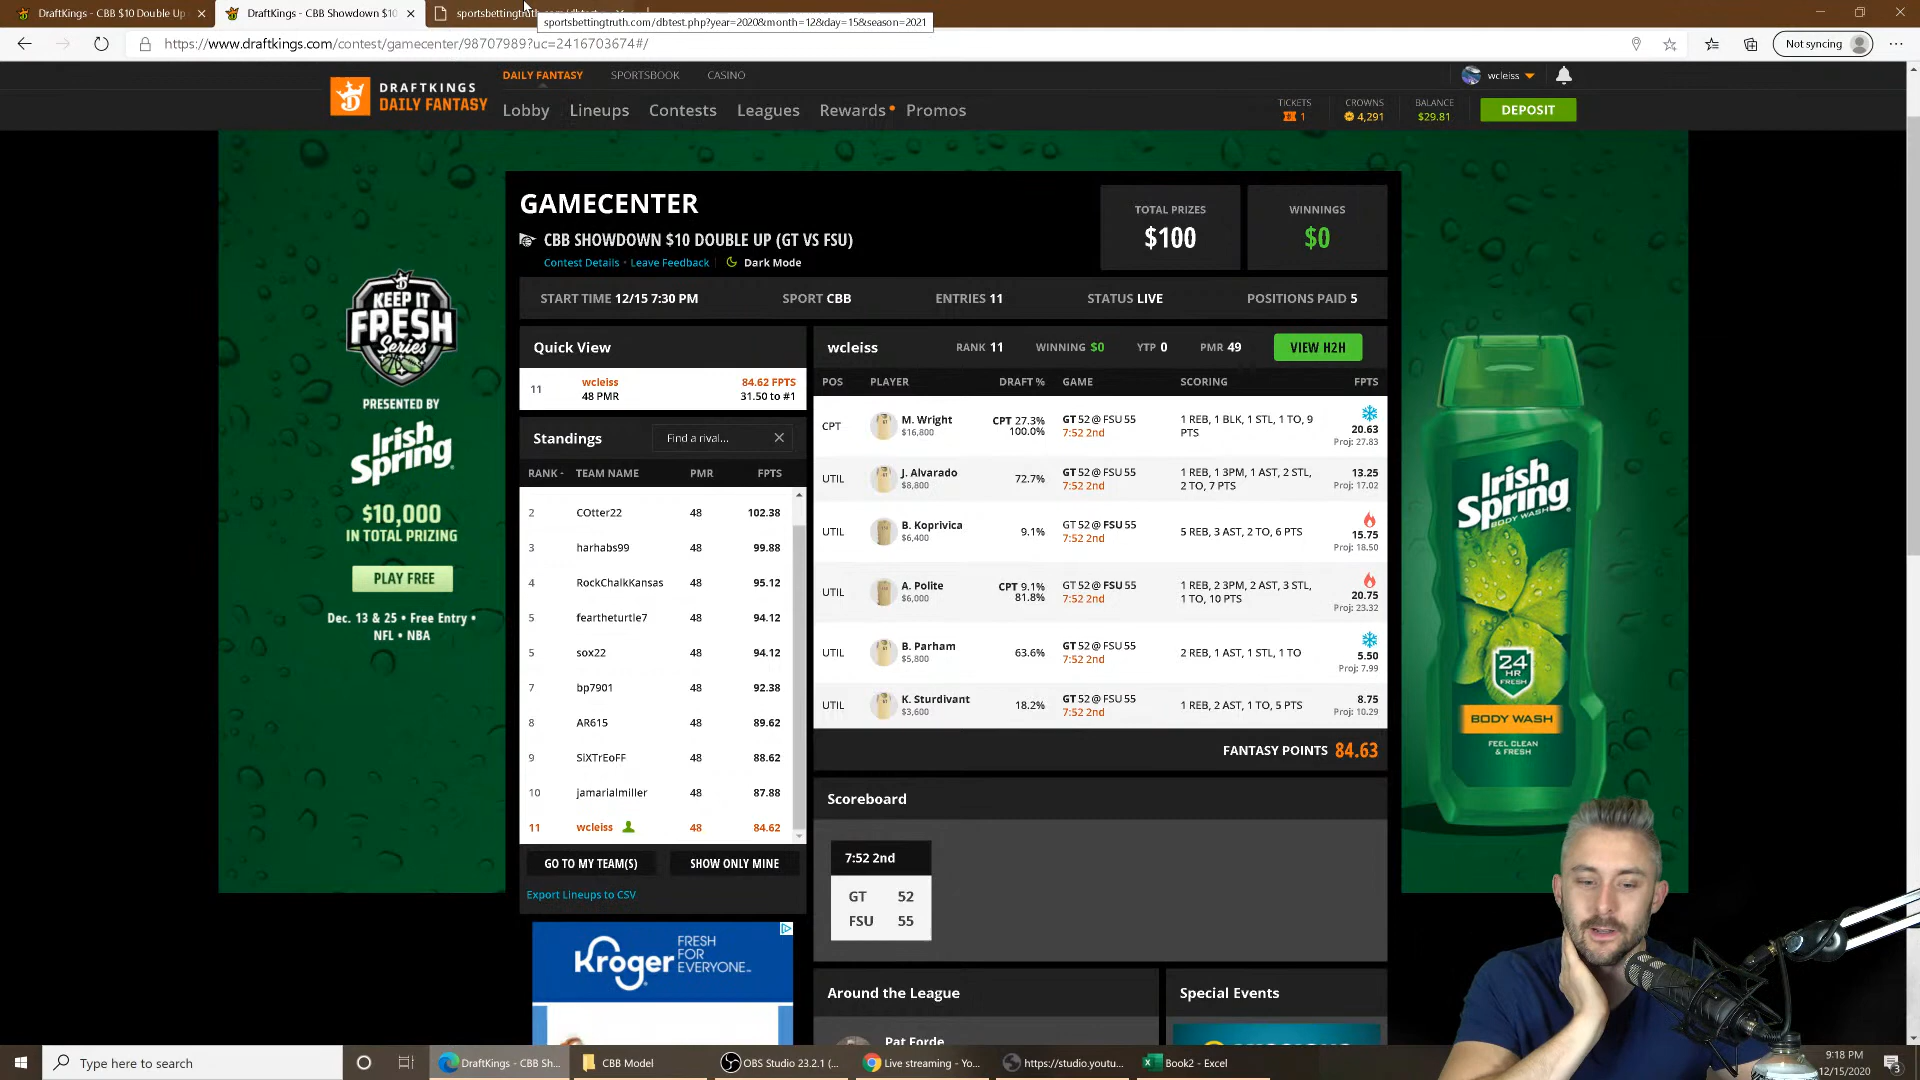 DraftKings - CBB $10 Double Up
DraftKings - CBB Showdown $10
sportsbettingtruth.com/dbtest.php?year=2020&month=12&day=15&season=2021
https://www.draftkings.com/contest/gamecenter/98707989?uc=2416703674#/
Not syncing
DRAFTKINGS
DAILY FANTASY
DAILY FANTASY SPORTSBOOK CASINO
Lobby Lineups Contests Leagues Rewards Promos
wcleiss
TICKETS CROWNS BALANCE
1 4,291 $29.81
DEPOSIT
GAMECENTER
CBB SHOWDOWN $10 DOUBLE UP (GT VS FSU)
Contest Details · Leave Feedback Dark Mode
TOTAL PRIZES
$100
WINNINGS
$0
START TIME 12/15 7:30 PM SPORT CBB ENTRIES 11 STATUS LIVE POSITIONS PAID 5
Quick View
11 wcleiss 84.62 FPTS
48 PMR 31.50 to #1
Standings Find a rival...
RANK TEAM NAME PMR FPTS
2 COtter22 48 102.38
3 harhabs99 48 99.88
4 RockChalkKansas 48 95.12
5 feartheturtle7 48 94.12
5 sox22 48 94.12
7 bp7901 48 92.38
8 AR615 48 89.62
9 SIXTrEoFF 48 88.62
10 jamarialmiller 48 87.88
11 wcleiss 48 84.62
GO TO MY TEAM(S) SHOW ONLY MINE
Export Lineups to CSV
wcleiss RANK 11 WINNING $0 YTP 0 PMR 49 VIEW H2H
POS PLAYER DRAFT % GAME SCORING FPTS
CPT M. Wright $16,800 CPT 27.3% 100.0% GT 52 @ FSU 55 7:52 2nd 1 REB, 1 BLK, 1 STL, 1 TO, 9 PTS 20.63 Proj: 27.83
UTIL J. Alvarado $8,800 72.7% GT 52 @ FSU 55 7:52 2nd 1 REB, 1 3PM, 1 AST, 2 STL, 2 TO, 7 PTS 13.25 Proj: 17.02
UTIL B. Koprivica $6,400 9.1% GT 52 @ FSU 55 7:52 2nd 5 REB, 3 AST, 2 TO, 6 PTS 15.75 Proj: 18.50
UTIL A. Polite $6,000 CPT 9.1% 81.8% GT 52 @ FSU 55 7:52 2nd 1 REB, 2 3PM, 2 AST, 3 STL, 1 TO, 10 PTS 20.75 Proj: 23.32
UTIL B. Parham $5,800 63.6% GT 52 @ FSU 55 7:52 2nd 2 REB, 1 AST, 1 STL, 1 TO 5.50 Proj: 7.99
UTIL K. Sturdivant $3,600 18.2% GT 52 @ FSU 55 7:52 2nd 1 REB, 2 AST, 1 TO, 5 PTS 8.75 Proj: 10.29
FANTASY POINTS 84.63
Scoreboard
7:52 2nd
GT 52
FSU 55
Around the League
Pat Forde
Special Events
KEEP IT
FRESH
Series
PRESENTED BY
Irish
Spring
$10,000
IN TOTAL PRIZING
PLAY FREE
Dec. 13 & 25 • Free Entry •
NFL • NBA
Irish
Spring
BODY WASH
24
HR
FRESH
BODY WASH
FEEL CLEAN
& FRESH
Kroger
FRESH
FOR
EVERYONE
Type here to search
DraftKings - CBB Sh...
CBB Model
OBS Studio 23.2.1 (...
Live streaming - Yo...
https://studio.youtu...
Book2 - Excel
9:18 PM
12/15/2020
3